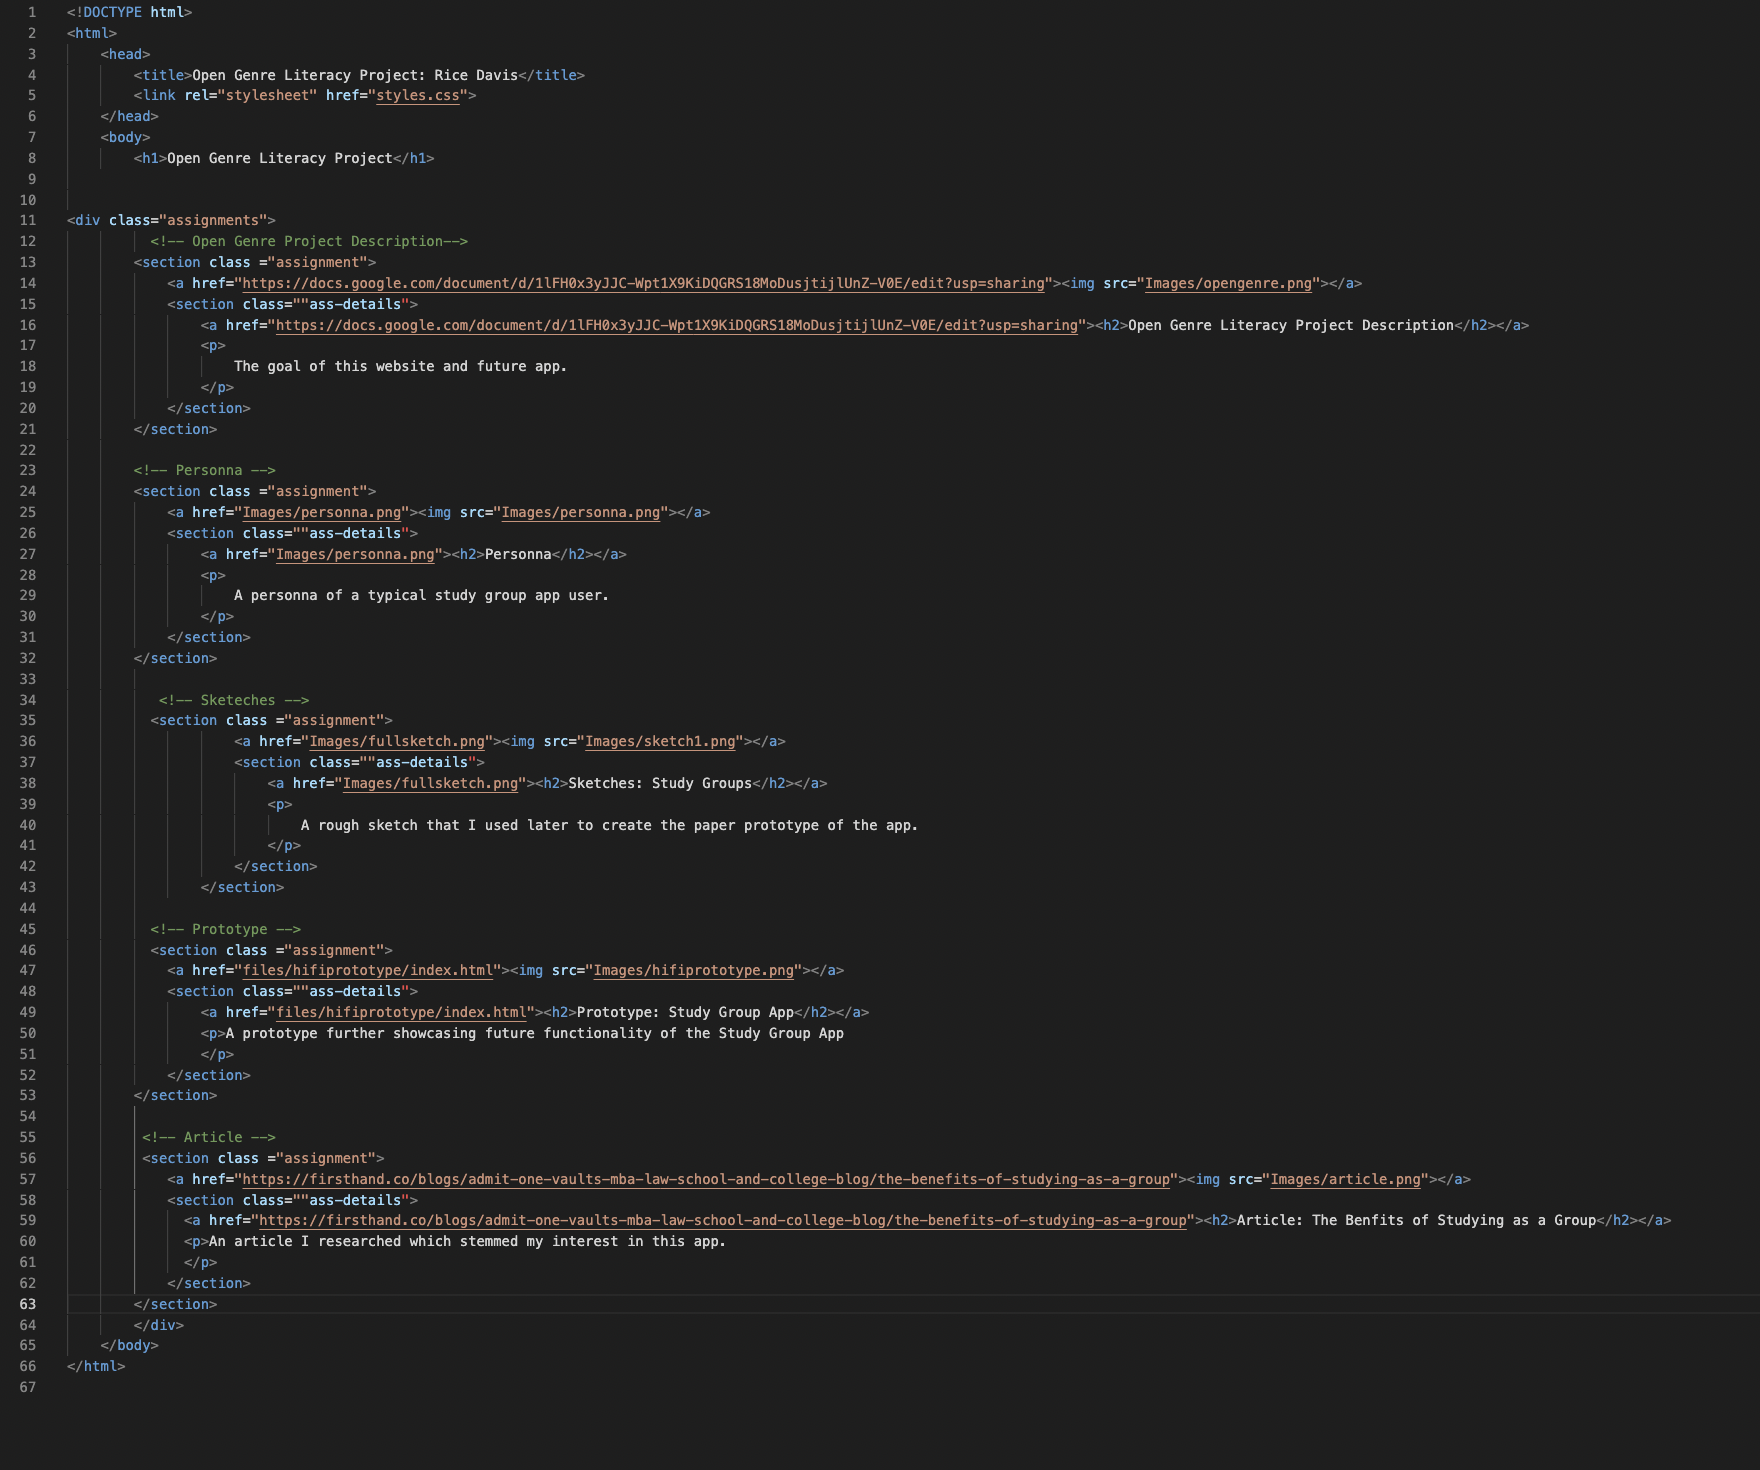 1 <!DOCTYPE html>
2 <html>
3 <head>
4 <title>Open Genre Literacy Project: Rice Davis</title>
5 <link rel="stylesheet" href="styles.css">
6 </head>
7 <body>
8 <h1>Open Genre Literacy Project</h1>
9
10
11 <div class="assignments">
12 <!-- Open Genre Project Description-->
13 <section class ="assignment">
14 <a href="https://docs.google.com/document/d/1lFH0x3yJJC-Wpt1X9KiDQGRS18MoDusjtijlUnZ-V0E/edit?usp=sharing"><img src="Images/opengenre.png"></a>
15 <section class=""ass-details">
16 <a href="https://docs.google.com/document/d/1lFH0x3yJJC-Wpt1X9KiDQGRS18MoDusjtijlUnZ-V0E/edit?usp=sharing"><h2>Open Genre Literacy Project Description</h2></a>
17 <p>
18 The goal of this website and future app.
19 </p>
20 </section>
21 </section>
22
23 <!-- Personna -->
24 <section class ="assignment">
25 <a href="Images/personna.png"><img src="Images/personna.png"></a>
26 <section class=""ass-details">
27 <a href="Images/personna.png"><h2>Personna</h2></a>
28 <p>
29 A personna of a typical study group app user.
30 </p>
31 </section>
32 </section>
33
34 <!-- Sketeches -->
35 <section class ="assignment">
36 <a href="Images/fullsketch.png"><img src="Images/sketch1.png"></a>
37 <section class=""ass-details">
38 <a href="Images/fullsketch.png"><h2>Sketches: Study Groups</h2></a>
39 <p>
40 A rough sketch that I used later to create the paper prototype of the app.
41 </p>
42 </section>
43 </section>
44
45 <!-- Prototype -->
46 <section class ="assignment">
47 <a href="files/hifiprototype/index.html"><img src="Images/hifiprototype.png"></a>
48 <section class=""ass-details">
49 <a href="files/hifiprototype/index.html"><h2>Prototype: Study Group App</h2></a>
50 <p>A prototype further showcasing future functionality of the Study Group App
51 </p>
52 </section>
53 </section>
54
55 <!-- Article -->
56 <section class ="assignment">
57 <a href="https://firsthand.co/blogs/admit-one-vaults-mba-law-school-and-college-blog/the-benefits-of-studying-as-a-group"><img src="Images/article.png"></a>
58 <section class=""ass-details">
59 <a href="https://firsthand.co/blogs/admit-one-vaults-mba-law-school-and-college-blog/the-benefits-of-studying-as-a-group"><h2>Article: The Benfits of Studying as a Group</h2></a>
60 <p>An article I researched which stemmed my interest in this app.
61 </p>
62 </section>
63 </section>
64 </div>
65 </body>
66 </html>
67